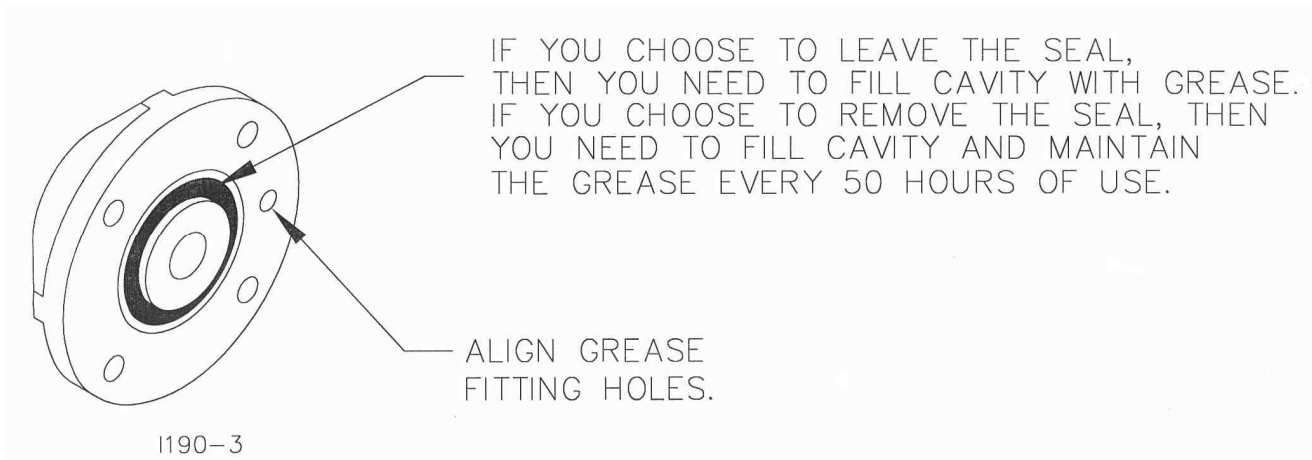 IF YOU CHOOSE TO LEAVE THE SEAL,
THEN YOU NEED TO FILL CAVITY WITH GREASE.
IF YOU CHOOSE TO REMOVE THE SEAL, THEN
YOU NEED TO FILL CAVITY AND MAINTAIN
THE GREASE EVERY 50 HOURS OF USE.
ALIGN GREASE
FITTING HOLES.
I190-3